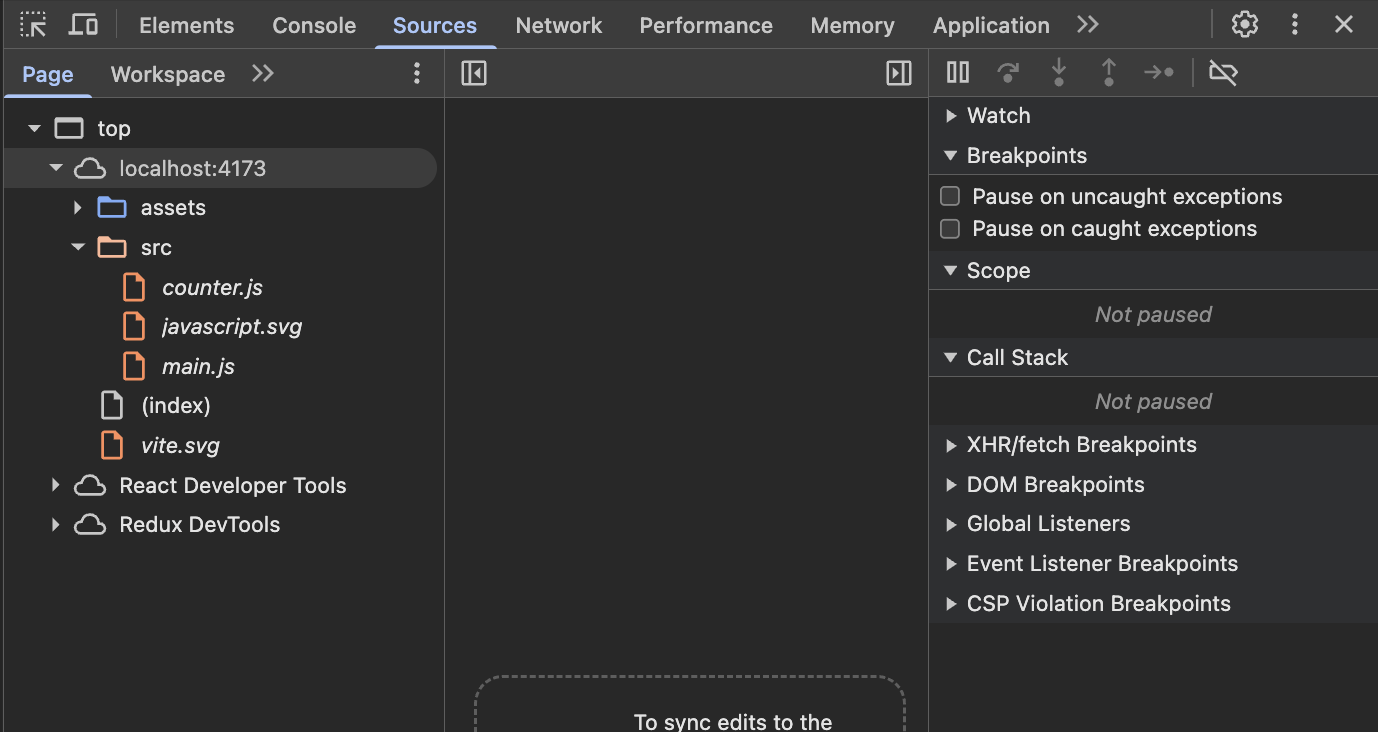 Elements Console Sources Network Performance Memory Application
Page Workspace
top
localhost:4173
assets
src
counter.js
javascript.svg
main.js
(index)
vite.svg
React Developer Tools
Redux DevTools
To sync edits to the
Watch
Breakpoints
Pause on uncaught exceptions
Pause on caught exceptions
Scope
Not paused
Call Stack
Not paused
XHR/fetch Breakpoints
DOM Breakpoints
Global Listeners
Event Listener Breakpoints
CSP Violation Breakpoints